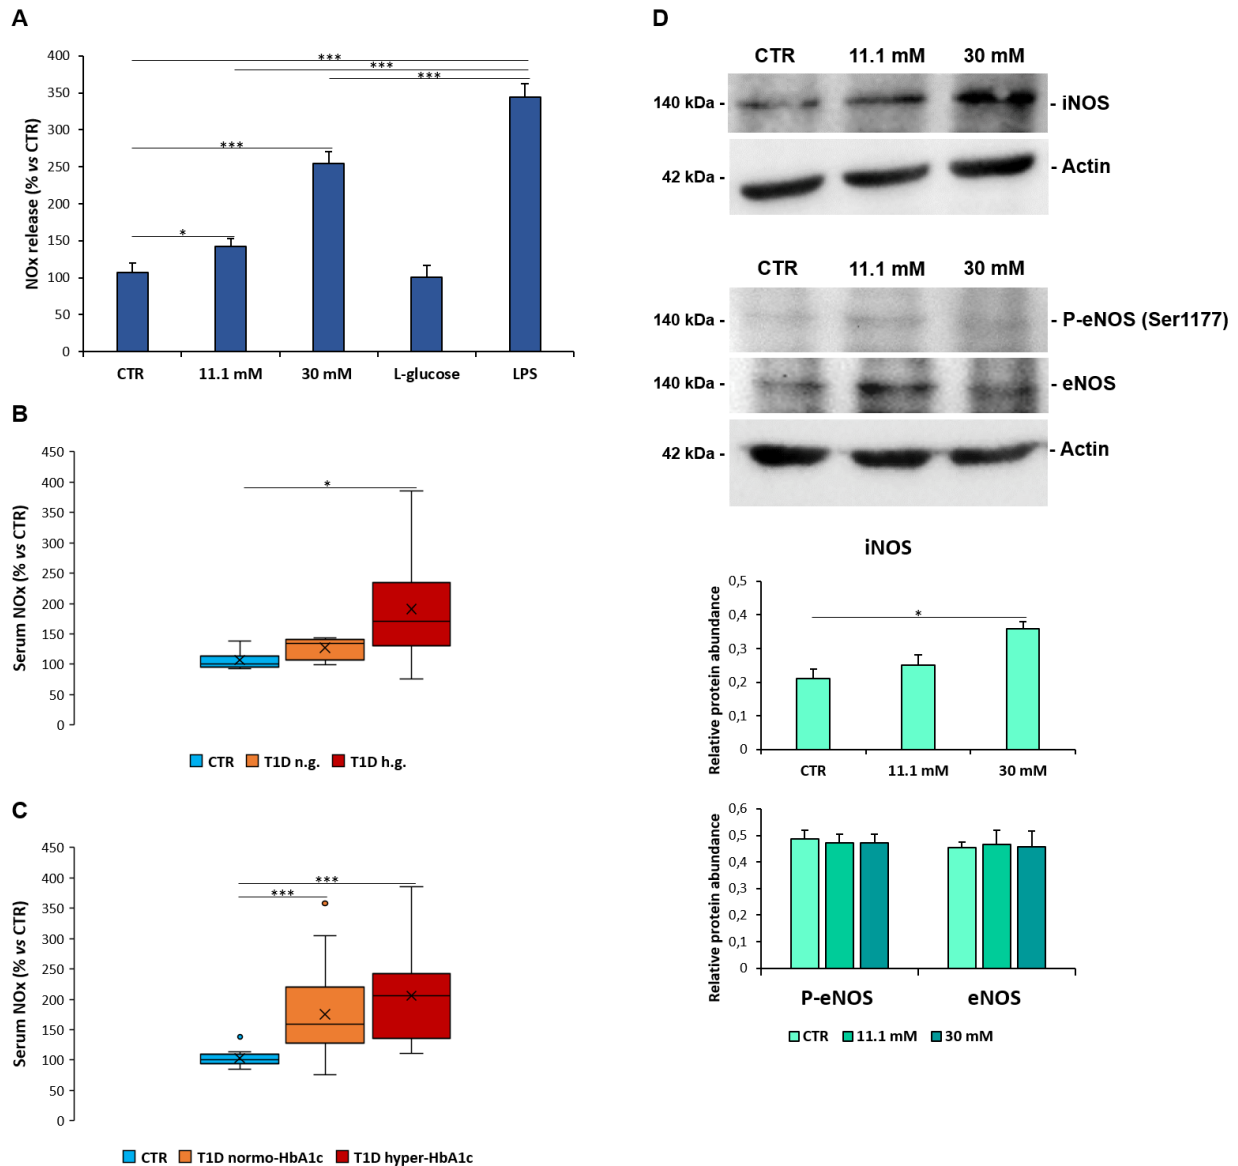 A
NOx release (% vs CTR)
400
350
300
250
200
150
100
50
0
***
***
***
***
*
CTR
11.1 mM
30 mM
L-glucose
LPS
B
Serum NOx (% vs CTR)
450
400
350
300
250
200
150
100
50
0
*
CTR
T1D n.g.
T1D h.g.
C
Serum NOx (% vs CTR)
450
400
350
300
250
200
150
100
50
0
***
***
CTR
T1D normo-HbA1c
T1D hyper-HbA1c
D
CTR 11.1 mM 30 mM
140 kDa - - iNOS
42 kDa - - Actin
CTR 11.1 mM 30 mM
140 kDa - - P-eNOS (Ser1177)
140 kDa - - eNOS
42 kDa - - Actin
iNOS
Relative protein abundance
0,5
0,4
0,3
0,2
0,1
0
*
CTR
11.1 mM
30 mM
Relative protein abundance
0,6
0,5
0,4
0,3
0,2
0,1
0
P-eNOS
eNOS
CTR
11.1 mM
30 mM